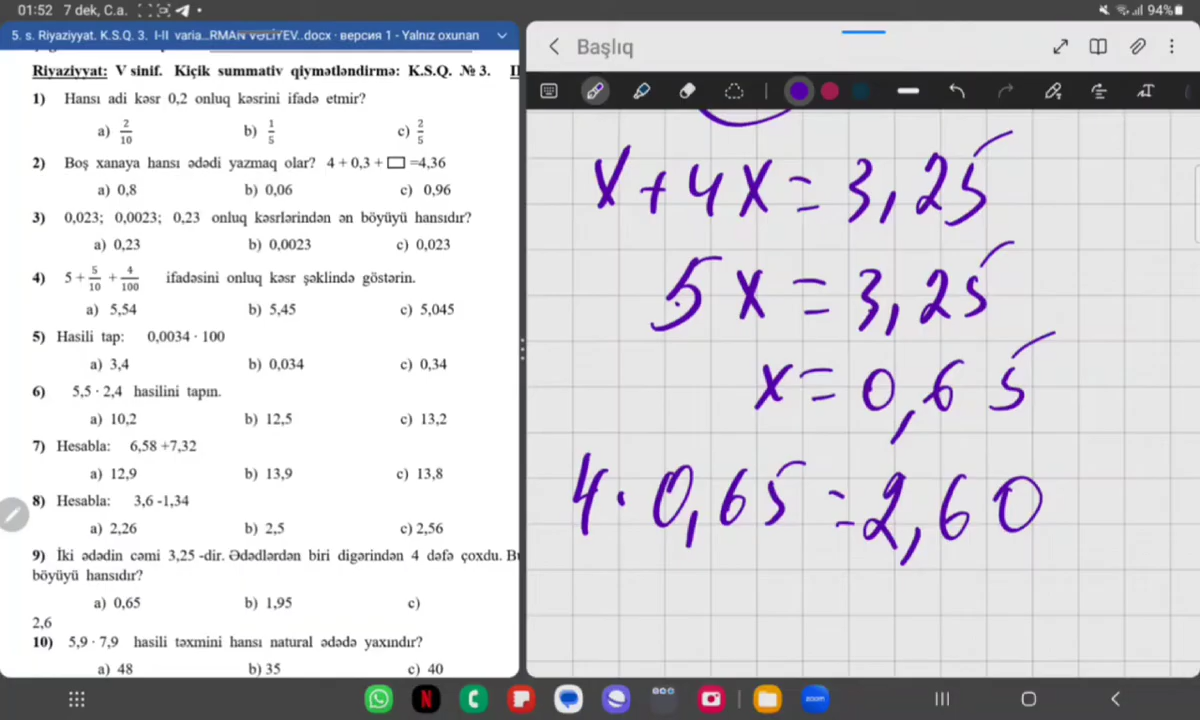 01:52 7 dek, C.a. 94%
5. s. Riyaziyyat. K.S.Q. 3. I-II varia...RMAN VƏLİYEV..docx · версия 1 - Yalnız oxunan
Riyaziyyat: V sinif. Kiçik summativ qiymətləndirmə: K.S.Q. № 3. II
1) Hansı adi kəsr 0,2 onluq kəsrini ifadə etmir?
a) 2/10 b) 1/5 c) 2/5
2) Boş xanaya hansı ədədi yazmaq olar? 4 + 0,3 + □ =4,36
a) 0,8 b) 0,06 c) 0,96
3) 0,023; 0,0023; 0,23 onluq kəsrlərindən ən böyüyü hansıdır?
a) 0,23 b) 0,0023 c) 0,023
4) 5 + 5/10 + 4/100 ifadəsini onluq kəsr şəklində göstərin.
a) 5,54 b) 5,45 c) 5,045
5) Hasili tap: 0,0034 · 100
a) 3,4 b) 0,034 c) 0,34
6) 5,5 · 2,4 hasilini tapın.
a) 10,2 b) 12,5 c) 13,2
7) Hesabla: 6,58 +7,32
a) 12,9 b) 13,9 c) 13,8
8) Hesabla: 3,6 -1,34
a) 2,26 b) 2,5 c) 2,56
9) İki ədədin cəmi 3,25 -dir. Ədədlərdən biri digərindən 4 dəfə çoxdu. B
böyüyü hansıdır?
a) 0,65 b) 1,95 c)
2,6
10) 5,9 · 7,9 hasili təxmini hansı natural ədədə yaxındır?
a) 48 b) 35 c) 40
Başlıq
x+4x=3,25
5x=3,25
x=0,65
4·0,65=2,60
zoom